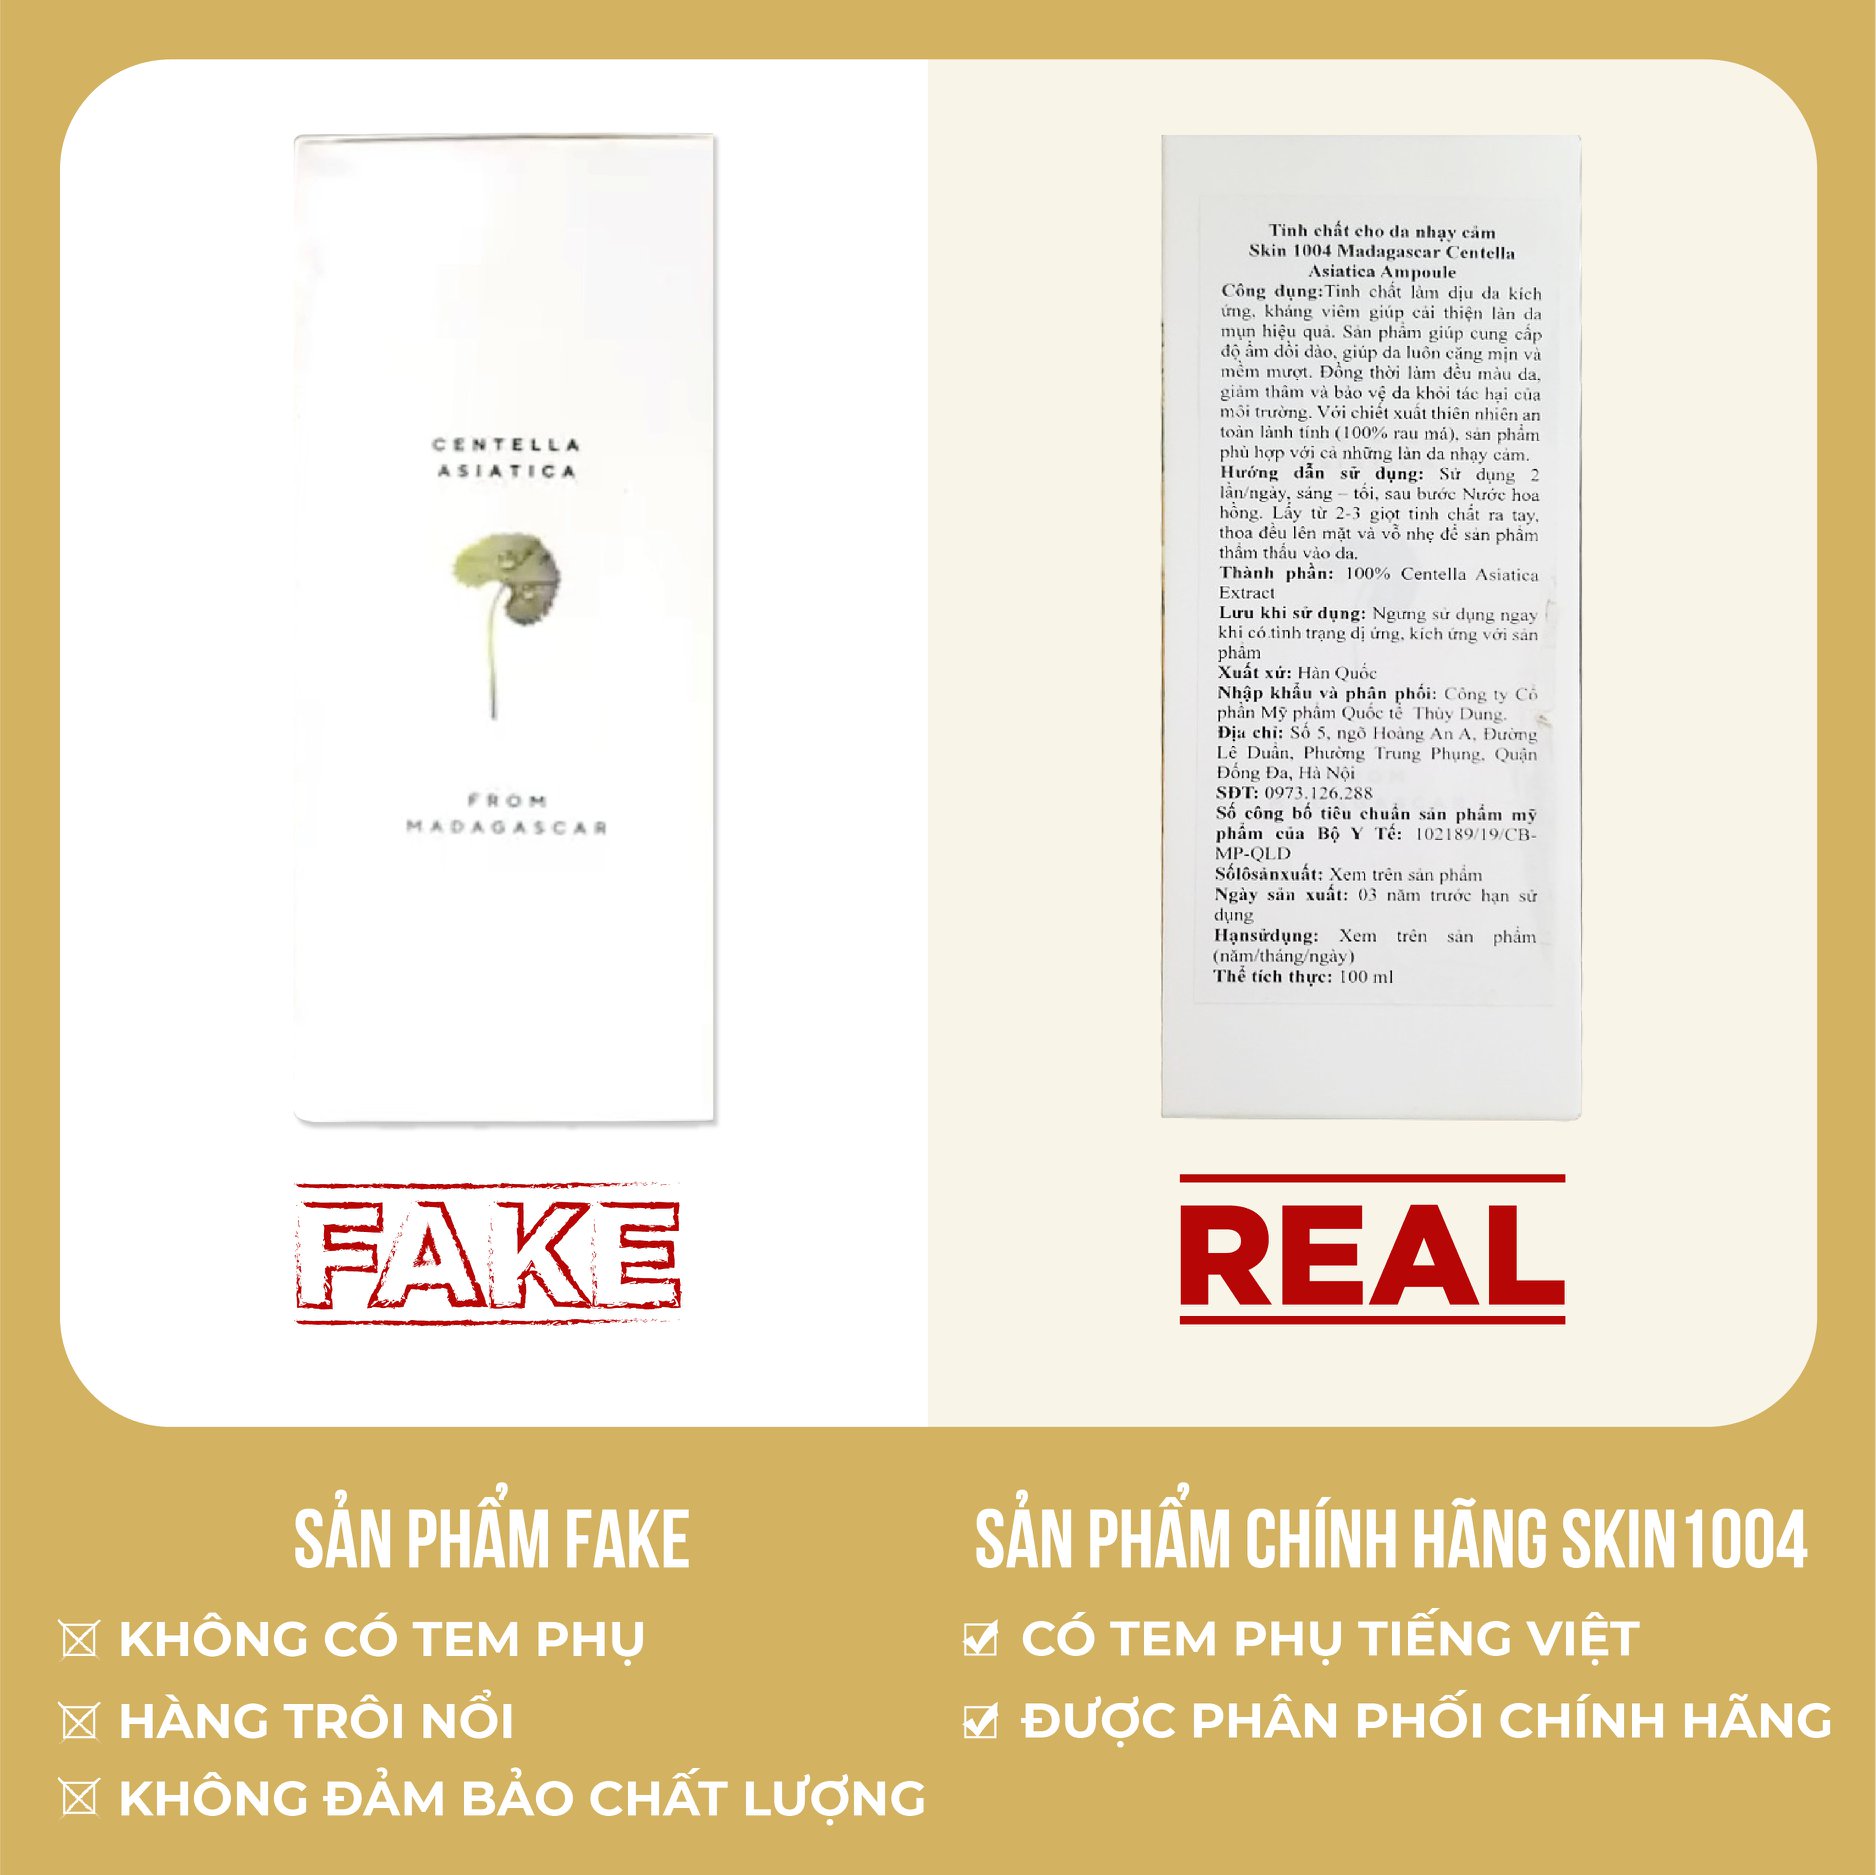 CENTELLA
ASIATICA
FROM
MADAGASCAR
FAKE
Tinh chất cho da nhạy cảm
Skin 1004 Madagascar Centella
Asiatica Ampoule
Công dụng:Tinh chất làm dịu da kích
ứng, kháng viêm giúp cải thiện làn da
mụn hiệu quả. Sản phẩm giúp cung cấp
độ ẩm dồi dào, giúp da luôn căng mịn và
mềm mượt. Đồng thời làm đều màu da,
giảm thâm và bảo vệ da khỏi tác hại của
môi trường. Với chiết xuất thiên nhiên an
toàn lành tính (100% rau má), sản phẩm
phù hợp với cả những làn da nhạy cảm.
Hướng dẫn sữ dụng: Sử dụng 2
lần/ngày, sáng – tối, sau bước Nước hoa
hồng. Lấy từ 2-3 giọt tinh chất ra tay,
thoa đều lên mặt và vỗ nhẹ để sản phẩm
thẩm thấu vào da.
Thành phần: 100% Centella Asiatica
Extract
Lưu khi sử dụng: Ngưng sử dụng ngay
khi có tình trạng dị ứng, kích ứng với sản
phẩm
Xuất xứ: Hàn Quốc
Nhập khẩu và phân phối: Công ty Cổ
phần Mỹ phẩm Quốc tế Thùy Dung.
Địa chỉ: Số 5, ngõ Hoàng An A, Đường
Lê Duẩn, Phường Trung Phụng, Quận
Đống Đa, Hà Nội
SĐT: 0973.126.288
Số công bố tiêu chuẩn sản phẩm mỹ
phẩm của Bộ Y Tế: 102189/19/CB-
MP-QLD
Sốlôsảnxuất: Xem trên sản phẩm
Ngày sản xuất: 03 năm trước hạn sử
dụng
Hạnsửdụng: Xem trên sản phẩm
(năm/tháng/ngày)
Thể tích thực: 100 ml
REAL
SẢN PHẨM FAKE
KHÔNG CÓ TEM PHỤ
HÀNG TRÔI NỔI
KHÔNG ĐẢM BẢO CHẤT LƯỢNG
SẢN PHẨM CHÍNH HÃNG SKIN1004
CÓ TEM PHỤ TIẾNG VIỆT
ĐƯỢC PHÂN PHỐI CHÍNH HÃNG